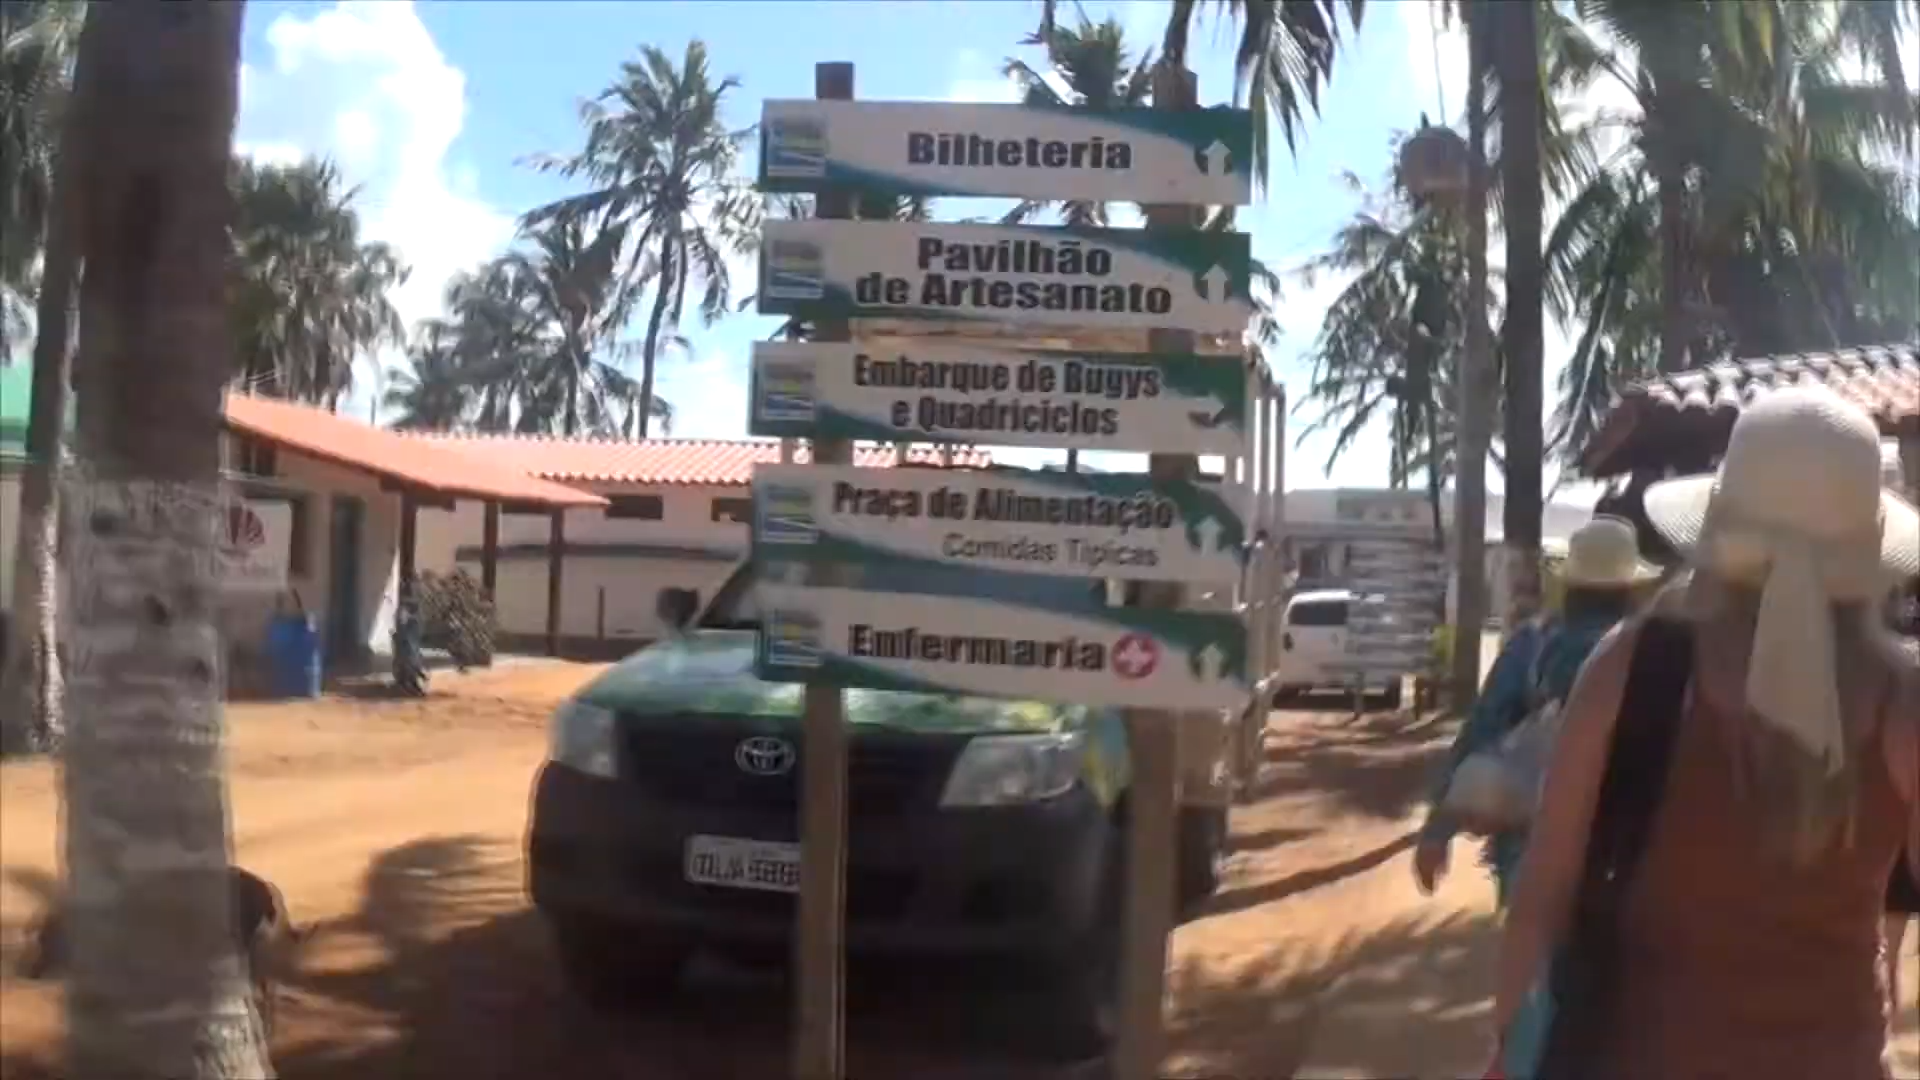 Bilheteria
Pavilhão
de Artesanato
Embarque de Bugys
e Quadriciclos
Praça de Alimentação
Comidas Típicas
Enfermaria